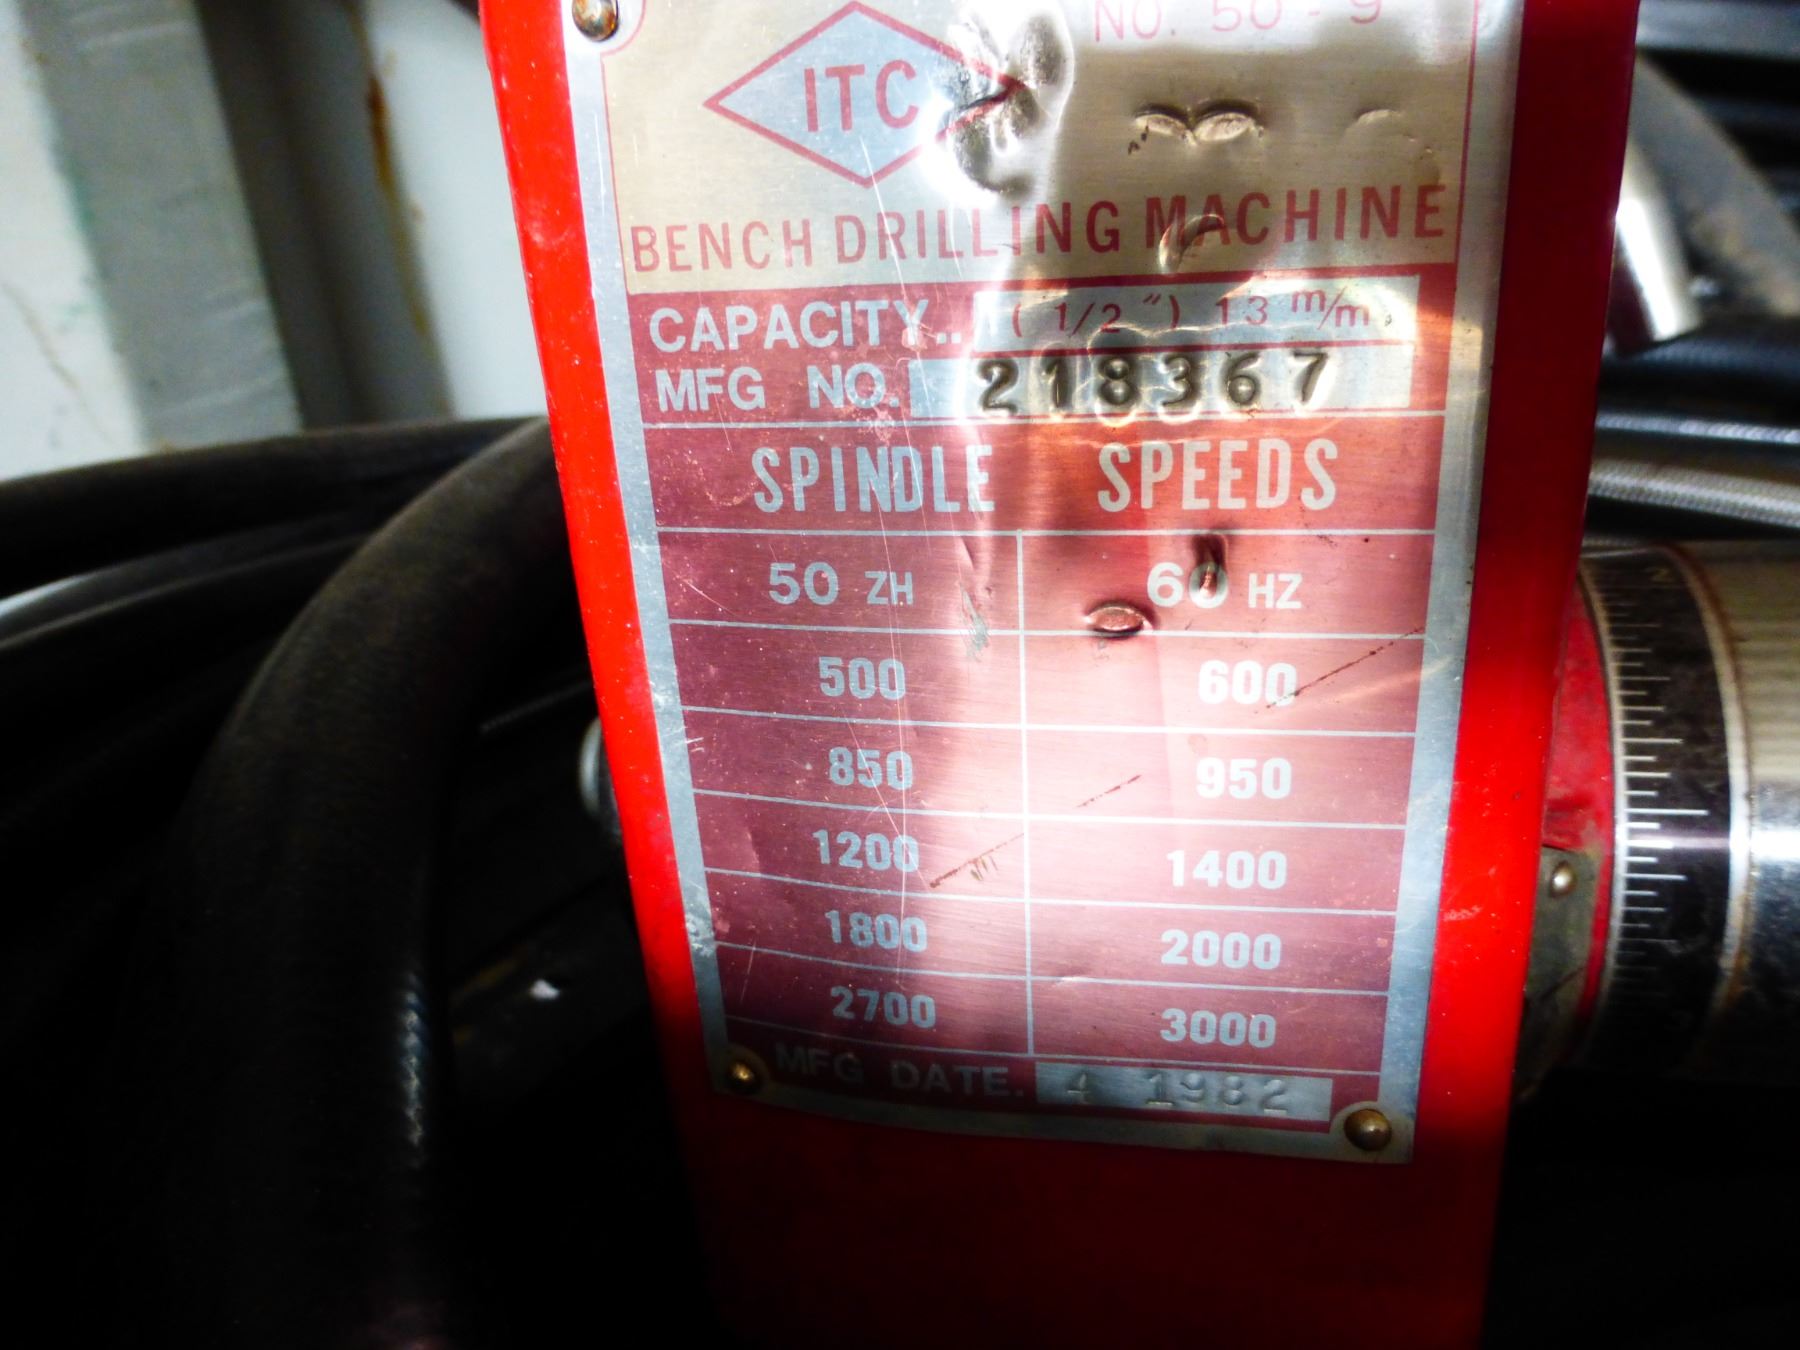 NO. 50-9
ITC
BENCH DRILLING MACHINE
CAPACITY.. (1/2") 13 m/m
MFG NO. 218367
SPINDLE SPEEDS
50 ZH 60 HZ
500 600
850 950
1200 1400
1800 2000
2700 3000
MFG DATE. 4 1982